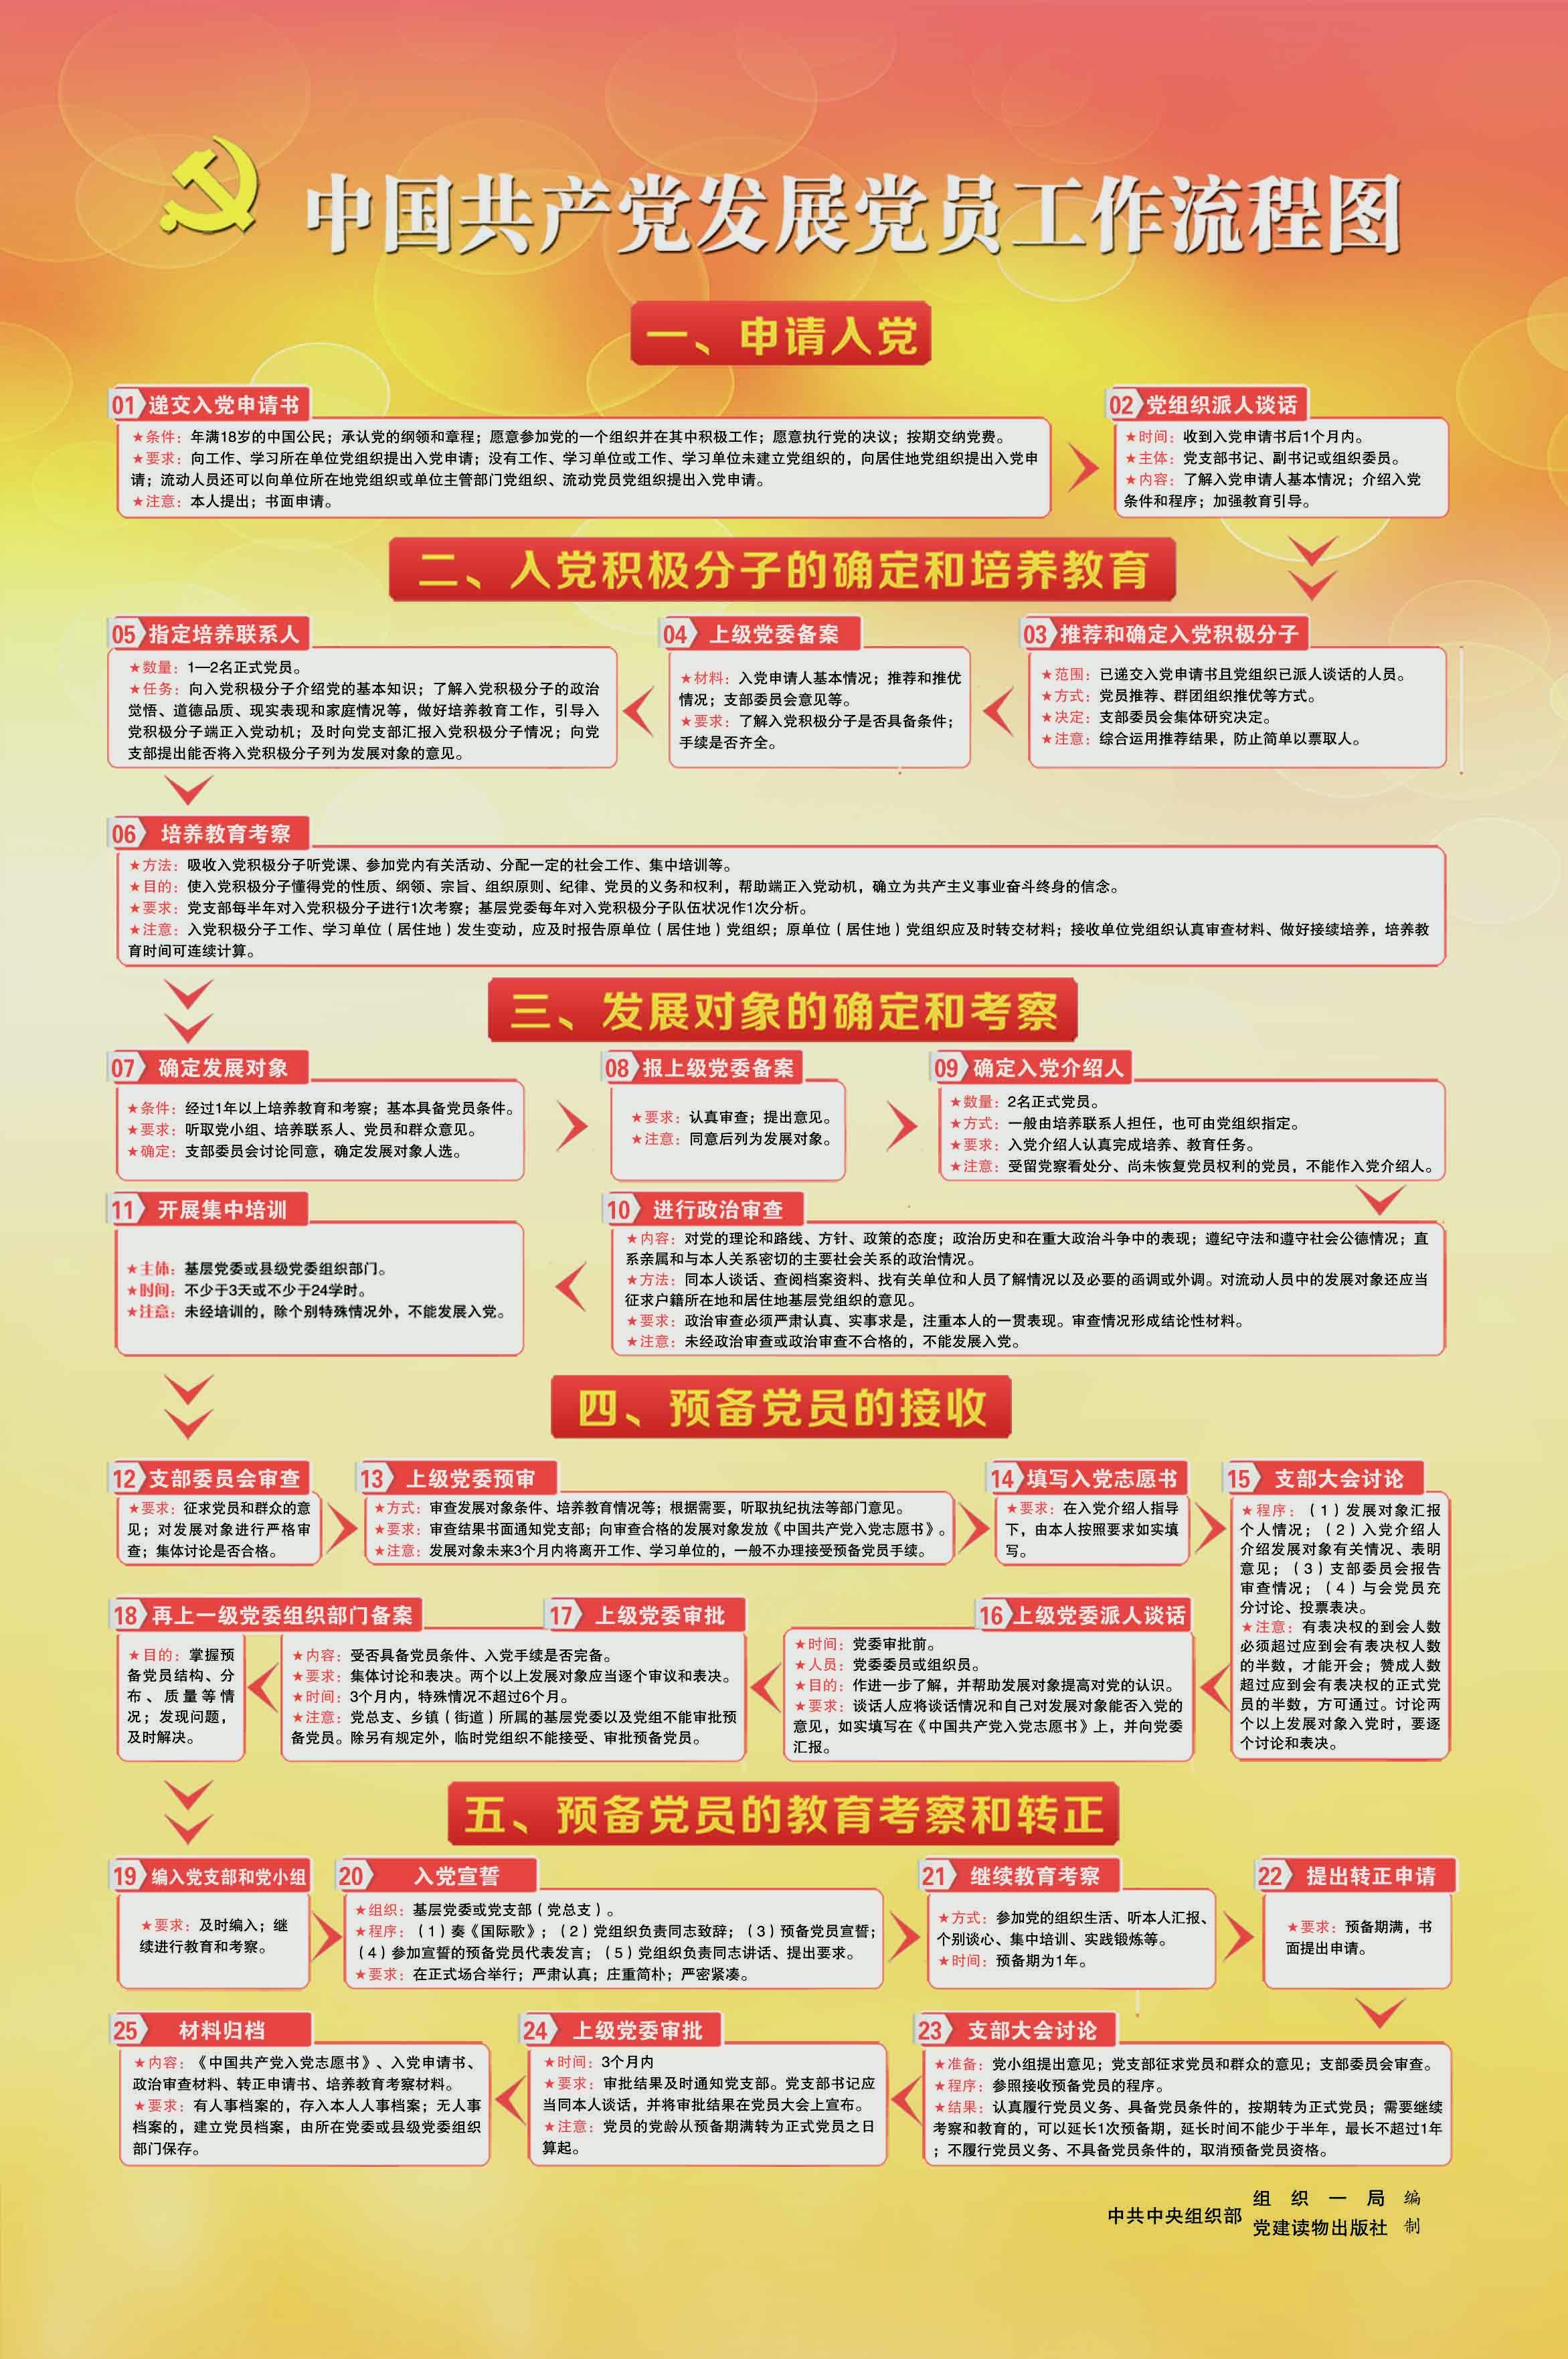 中国共产党发展党员工作流程图
一、申请入党
01 递交入党申请书
★条件：年满18岁的中国公民；承认党的纲领和章程；愿意参加党的一个组织并在其中积极工作；愿意执行党的决议；按期交纳党费。
★要求：向工作、学习所在单位党组织提出入党申请；没有工作、学习单位或工作、学习单位未建立党组织的，向居住地党组织提出入党申
请；流动人员还可以向单位所在地党组织或单位主管部门党组织、流动党员党组织提出入党申请。
★注意：本人提出；书面申请。
02 党组织派人谈话
★时间：收到入党申请书后1个月内。
★主体：党支部书记、副书记或组织委员。
★内容：了解入党申请人基本情况；介绍入党
条件和程序；加强教育引导。
二、入党积极分子的确定和培养教育
03 推荐和确定入党积极分子
★范围：已递交入党申请书且党组织已派人谈话的人员。
★方式：党员推荐、群团组织推优等方式。
★决定：支部委员会集体研究决定。
★注意：综合运用推荐结果，防止简单以票取人。
04 上级党委备案
★材料：入党申请人基本情况；推荐和推优
情况；支部委员会意见等。
★要求：了解入党积极分子是否具备条件；
手续是否齐全。
05 指定培养联系人
★数量：1—2名正式党员。
★任务：向入党积极分子介绍党的基本知识；了解入党积极分子的政治
觉悟、道德品质、现实表现和家庭情况等，做好培养教育工作，引导入
党积极分子端正入党动机；及时向党支部汇报入党积极分子情况；向党
支部提出能否将入党积极分子列为发展对象的意见。
06 培养教育考察
★方法：吸收入党积极分子听党课、参加党内有关活动、分配一定的社会工作、集中培训等。
★目的：使入党积极分子懂得党的性质、纲领、宗旨、组织原则、纪律、党员的义务和权利，帮助端正入党动机，确立为共产主义事业奋斗终身的信念。
★要求：党支部每半年对入党积极分子进行1次考察；基层党委每年对入党积极分子队伍状况作1次分析。
★注意：入党积极分子工作、学习单位（居住地）发生变动，应及时报告原单位（居住地）党组织；原单位（居住地）党组织应及时转交材料；接收单位党组织认真审查材料、做好接续培养，培养教
育时间可连续计算。
三、发展对象的确定和考察
07 确定发展对象
★条件：经过1年以上培养教育和考察；基本具备党员条件。
★要求：听取党小组、培养联系人、党员和群众意见。
★确定：支部委员会讨论同意，确定发展对象人选。
08 报上级党委备案
★要求：认真审查；提出意见。
★注意：同意后列为发展对象。
09 确定入党介绍人
★数量：2名正式党员。
★方式：一般由培养联系人担任，也可由党组织指定。
★要求：入党介绍人认真完成培养、教育任务。
★注意：受留党察看处分、尚未恢复党员权利的党员，不能作入党介绍人。
10 进行政治审查
★内容：对党的理论和路线、方针、政策的态度；政治历史和在重大政治斗争中的表现；遵纪守法和遵守社会公德情况；直
系亲属和与本人关系密切的主要社会关系的政治情况。
★方法：同本人谈话、查阅档案资料、找有关单位和人员了解情况以及必要的函调或外调。对流动人员中的发展对象还应当
征求户籍所在地和居住地基层党组织的意见。
★要求：政治审查必须严肃认真、实事求是，注重本人的一贯表现。审查情况形成结论性材料。
★注意：未经政治审查或政治审查不合格的，不能发展入党。
11 开展集中培训
★主体：基层党委或县级党委组织部门。
★时间：不少于3天或不少于24学时。
★注意：未经培训的，除个别特殊情况外，不能发展入党。
四、预备党员的接收
12 支部委员会审查
★要求：征求党员和群众的意
见；对发展对象进行严格审
查；集体讨论是否合格。
13 上级党委预审
★方式：审查发展对象条件、培养教育情况等；根据需要，听取执纪执法等部门意见。
★要求：审查结果书面通知党支部；向审查合格的发展对象发放《中国共产党入党志愿书》。
★注意：发展对象未来3个月内将离开工作、学习单位的，一般不办理接受预备党员手续。
14 填写入党志愿书
★要求：在入党介绍人指导
下，由本人按照要求如实填
写。
15 支部大会讨论
★程序：（1）发展对象汇报
个人情况；（2）入党介绍人
介绍发展对象有关情况、表明
意见；（3）支部委员会报告
审查情况；（4）与会党员充
分讨论、投票表决。
★注意：有表决权的到会人数
必须超过应到会有表决权人数
的半数，才能开会；赞成人数
超过应到会有表决权的正式党
员的半数，方可通过。讨论两
个以上发展对象入党时，要逐
个讨论和表决。
16 上级党委派人谈话
★时间：党委审批前。
★人员：党委委员或组织员。
★目的：作进一步了解，并帮助发展对象提高对党的认识。
★要求：谈话人应将谈话情况和自己对发展对象能否入党的
意见，如实填写在《中国共产党入党志愿书》上，并向党委
汇报。
17 上级党委审批
★内容：受否具备党员条件、入党手续是否完备。
★要求：集体讨论和表决。两个以上发展对象应当逐个审议和表决。
★时间：3个月内，特殊情况不超过6个月。
★注意：党总支、乡镇（街道）所属的基层党委以及党组不能审批预
备党员。除另有规定外，临时党组织不能接受、审批预备党员。
18 再上一级党委组织部门备案
★目的：掌握预
备党员结构、分
布、质量等情
况；发现问题，
及时解决。
五、预备党员的教育考察和转正
19 编入党支部和党小组
★要求：及时编入；继
续进行教育和考察。
20 入党宣誓
★组织：基层党委或党支部（党总支）。
★程序：（1）奏《国际歌》；（2）党组织负责同志致辞；（3）预备党员宣誓；
（4）参加宣誓的预备党员代表发言；（5）党组织负责同志讲话、提出要求。
★要求：在正式场合举行；严肃认真；庄重简朴；严密紧凑。
21 继续教育考察
★方式：参加党的组织生活、听本人汇报、
个别谈心、集中培训、实践锻炼等。
★时间：预备期为1年。
22 提出转正申请
★要求：预备期满，书
面提出申请。
23 支部大会讨论
★准备：党小组提出意见；党支部征求党员和群众的意见；支部委员会审查。
★程序：参照接收预备党员的程序。
★结果：认真履行党员义务、具备党员条件的，按期转为正式党员；需要继续
考察和教育的，可以延长1次预备期，延长时间不能少于半年，最长不超过1年
；不履行党员义务、不具备党员条件的，取消预备党员资格。
24 上级党委审批
★时间：3个月内
★要求：审批结果及时通知党支部。党支部书记应
当同本人谈话，并将审批结果在党员大会上宣布。
★注意：党员的党龄从预备期满转为正式党员之日
算起。
25 材料归档
★内容：《中国共产党入党志愿书》、入党申请书、
政治审查材料、转正申请书、培养教育考察材料。
★要求：有人事档案的，存入本人人事档案；无人事
档案的，建立党员档案，由所在党委或县级党委组织
部门保存。
中共中央组织部
组织一局 编
党建读物出版社 制